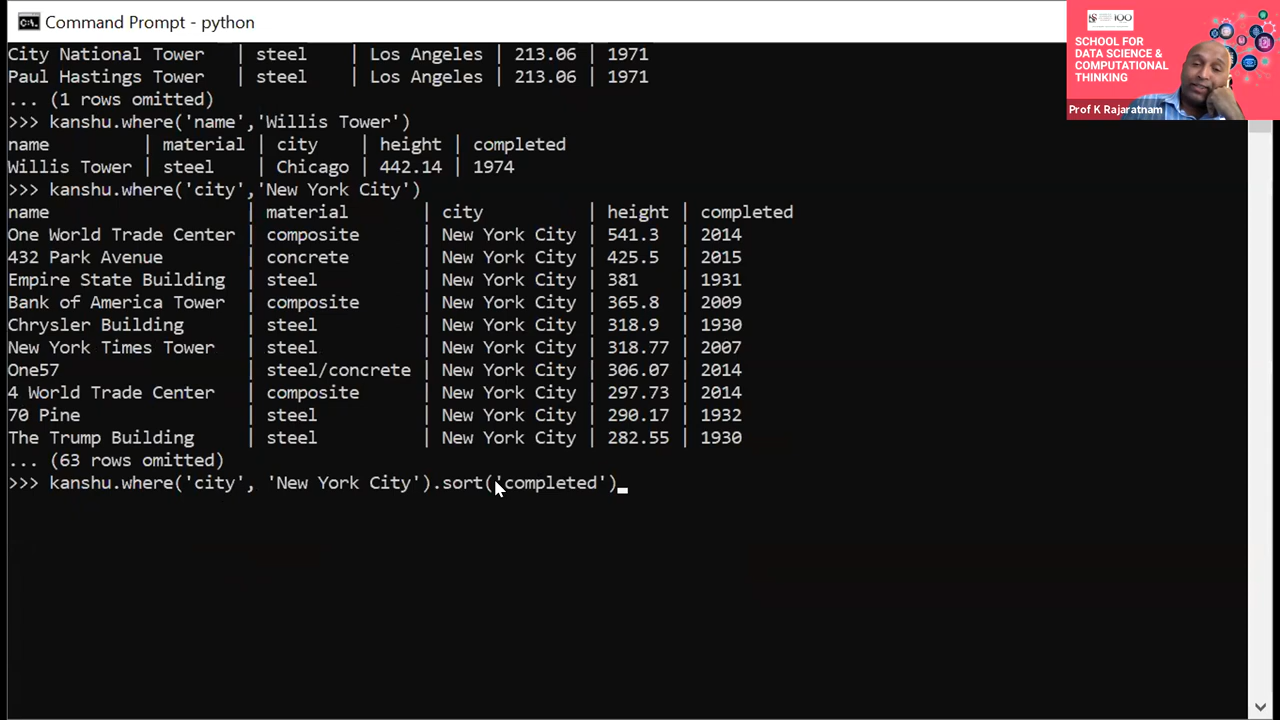 Command Prompt - python
City National Tower | steel | Los Angeles | 213.06 | 1971
Paul Hastings Tower | steel | Los Angeles | 213.06 | 1971
... (1 rows omitted)
>>> kanshu.where('name','Willis Tower')
name | material | city | height | completed
Willis Tower | steel | Chicago | 442.14 | 1974
>>> kanshu.where('city','New York City')
name | material | city | height | completed
One World Trade Center | composite | New York City | 541.3 | 2014
432 Park Avenue | concrete | New York City | 425.5 | 2015
Empire State Building | steel | New York City | 381 | 1931
Bank of America Tower | composite | New York City | 365.8 | 2009
Chrysler Building | steel | New York City | 318.9 | 1930
New York Times Tower | steel | New York City | 318.77 | 2007
One57 | steel/concrete | New York City | 306.07 | 2014
4 World Trade Center | composite | New York City | 297.73 | 2014
70 Pine | steel | New York City | 290.17 | 1932
The Trump Building | steel | New York City | 282.55 | 1930
... (63 rows omitted)
>>> kanshu.where('city', 'New York City').sort('completed')
100
SCHOOL FOR
DATA SCIENCE &
COMPUTATIONAL
THINKING
Prof K Rajaratnam